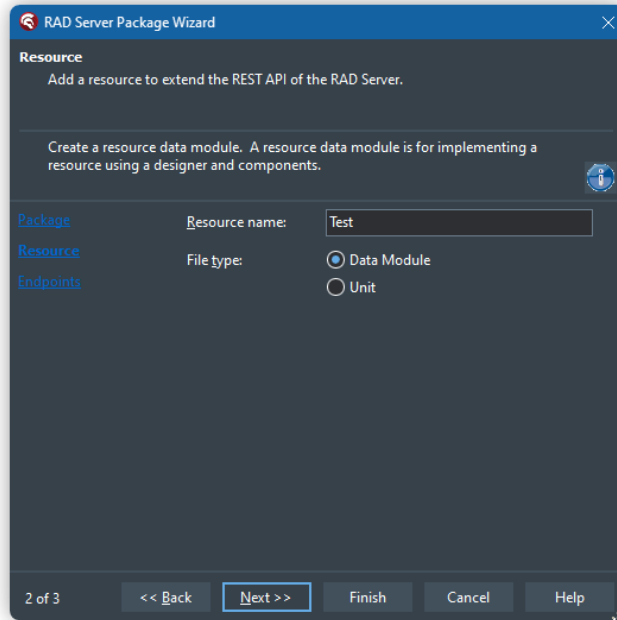 RAD Server Package Wizard
Resource
Add a resource to extend the REST API of the RAD Server.
Create a resource data module.  A resource data module is for implementing a
resource using a designer and components.
Package
Resource name:
Test
Resource
File type:
Data Module
Endpoints
Unit
2 of 3
<< Back
Next >>
Finish
Cancel
Help